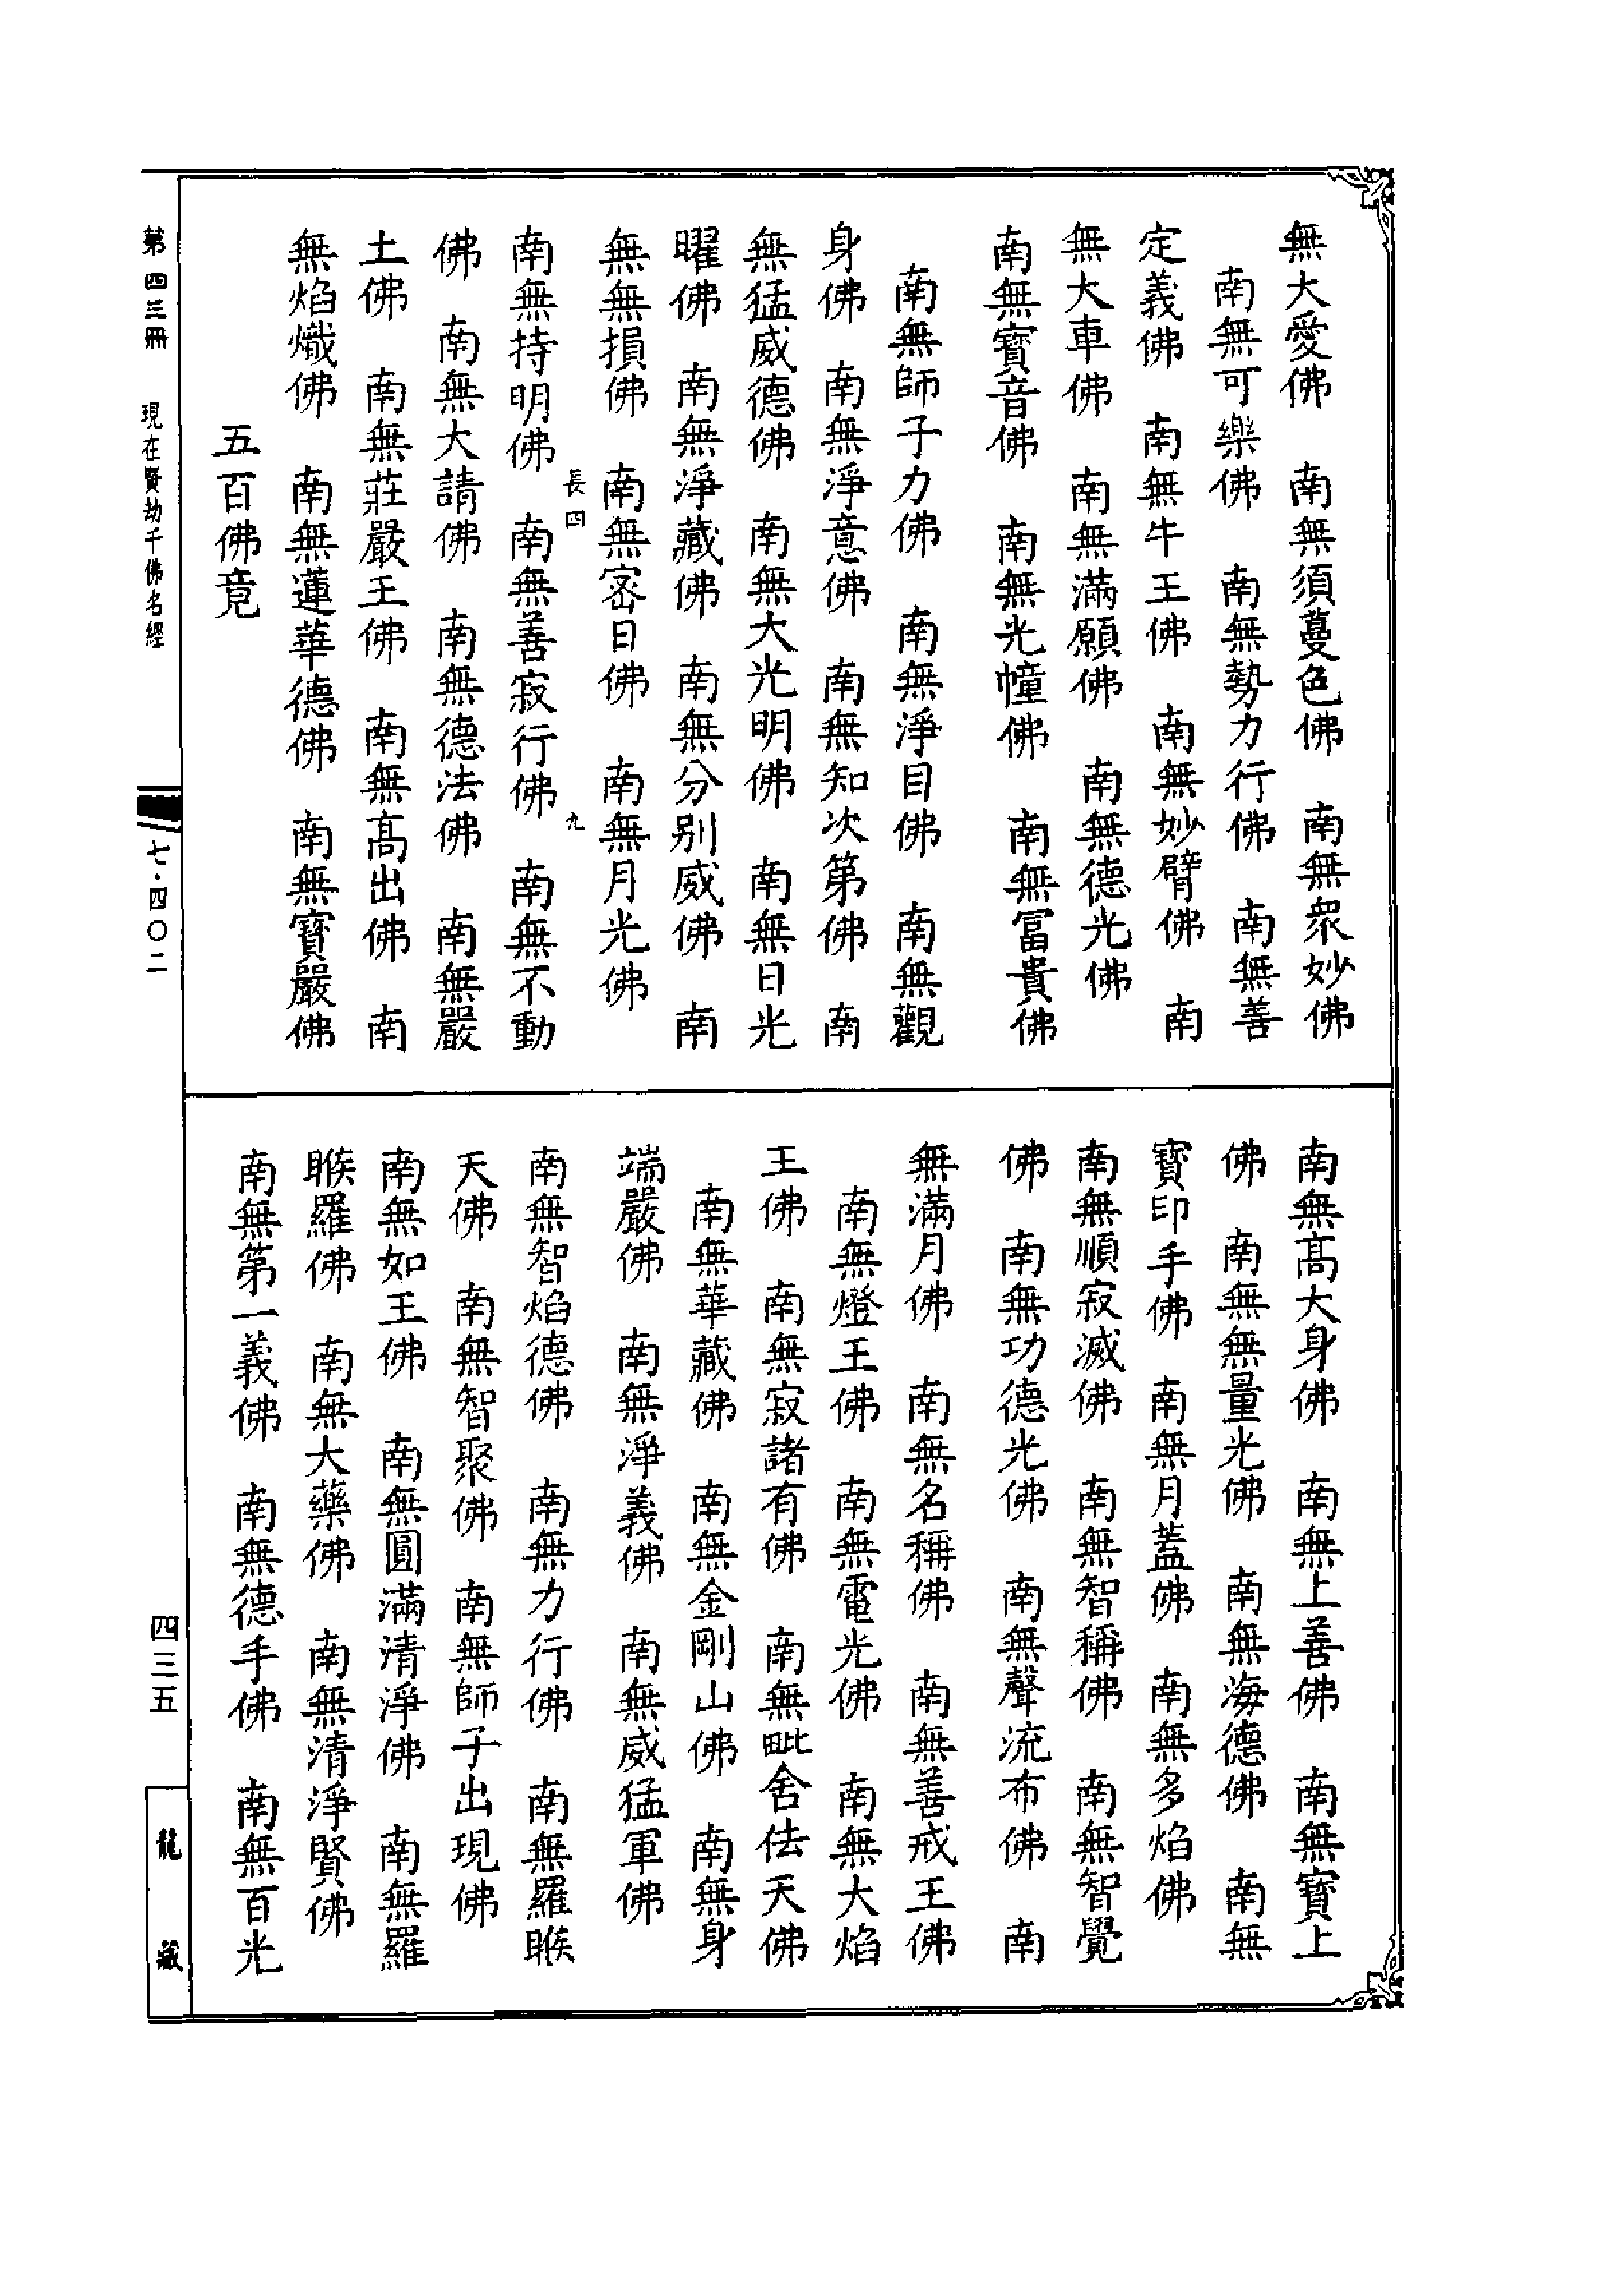 無大愛佛　南無須蔓色佛　南無衆妙佛
南無可樂佛　南無勢力行佛　南無善
定義佛　南無牛王佛　南無妙臂佛　南
無大車佛　南無滿願佛　南無德光佛
南無寶音佛　南無光幢佛　南無冨貴佛
南無師子力佛　南無淨目佛　南無觀
身佛　南無淨意佛　南無知次第佛　南
無猛威德佛　南無大光明佛　南無日光
曜佛　南無淨藏佛　南無分别威佛　南
無無損佛　南無密日佛　南無月光佛
長四　九
南無持明佛　南無善寂行佛　南無不動
佛　南無大請佛　南無德法佛　南無嚴
土佛　南無莊嚴王佛　南無髙出佛　南
無焰熾佛　南無蓮華德佛　南無寶嚴佛
五百佛竟
南無髙大身佛　南無上善佛　南無寶上
佛　南無無量光佛　南無海德佛　南無
寶印手佛　南無月蓋佛　南無多焰佛
南無順寂滅佛　南無智稱佛　南無智覺
佛　南無功德光佛　南無聲流布佛　南
無滿月佛　南無名稱佛　南無善戒王佛
南無燈王佛　南無電光佛　南無大焰
王佛　南無寂諸有佛　南無毗舍佉天佛
南無華藏佛　南無金剛山佛　南無身
端嚴佛　南無淨義佛　南無威猛軍佛
南無智焰德佛　南無力行佛　南無羅睺
天佛　南無智聚佛　南無師子出現佛
南無如王佛　南無圓滿清淨佛　南無羅
睺羅佛　南無大藥佛　南無清淨賢佛
南無第一義佛　南無德手佛　南無百光
第四三冊　現在賢劫千佛名經
七·四〇二
四三五
龍藏